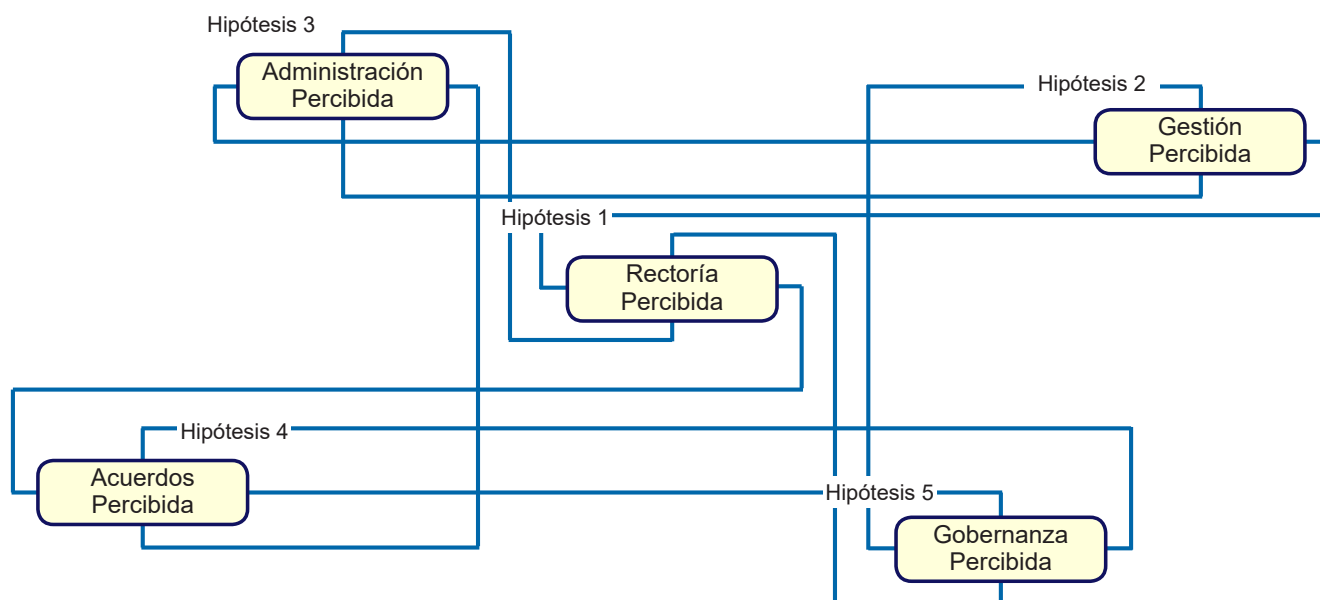 Hipótesis 3
Administración
Percibida
Hipótesis 2
Gestión
Percibida
Hipótesis 1
Rectoría
Percibida
Hipótesis 4
Acuerdos
Percibida
Hipótesis 5
Gobernanza
Percibida